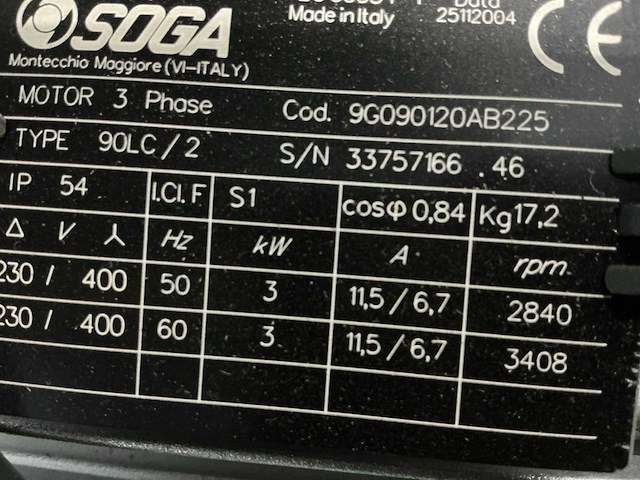 SOGA
Made in Italy
Data
25112004
CE
Montecchio Maggiore (VI-ITALY)
MOTOR 3 Phase Cod. 9G090120AB225
TYPE 90LC/2 S/N 33757166 .46
IP 54 I.Cl.F S1 cosφ 0,84 Kg17,2
Δ V ⅄ Hz kW A rpm
230 / 400 50 3 11,5/6,7 2840
230 / 400 60 3 11,5/6,7 3408